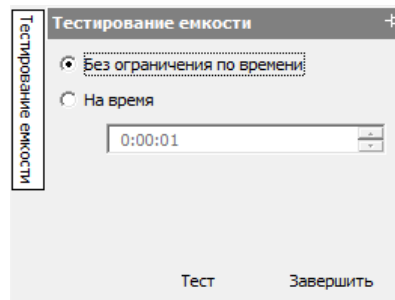 Тестирование емкости
Тестирование емкости
Без ограничения по времени
На время
0:00:01
Тест Завершить